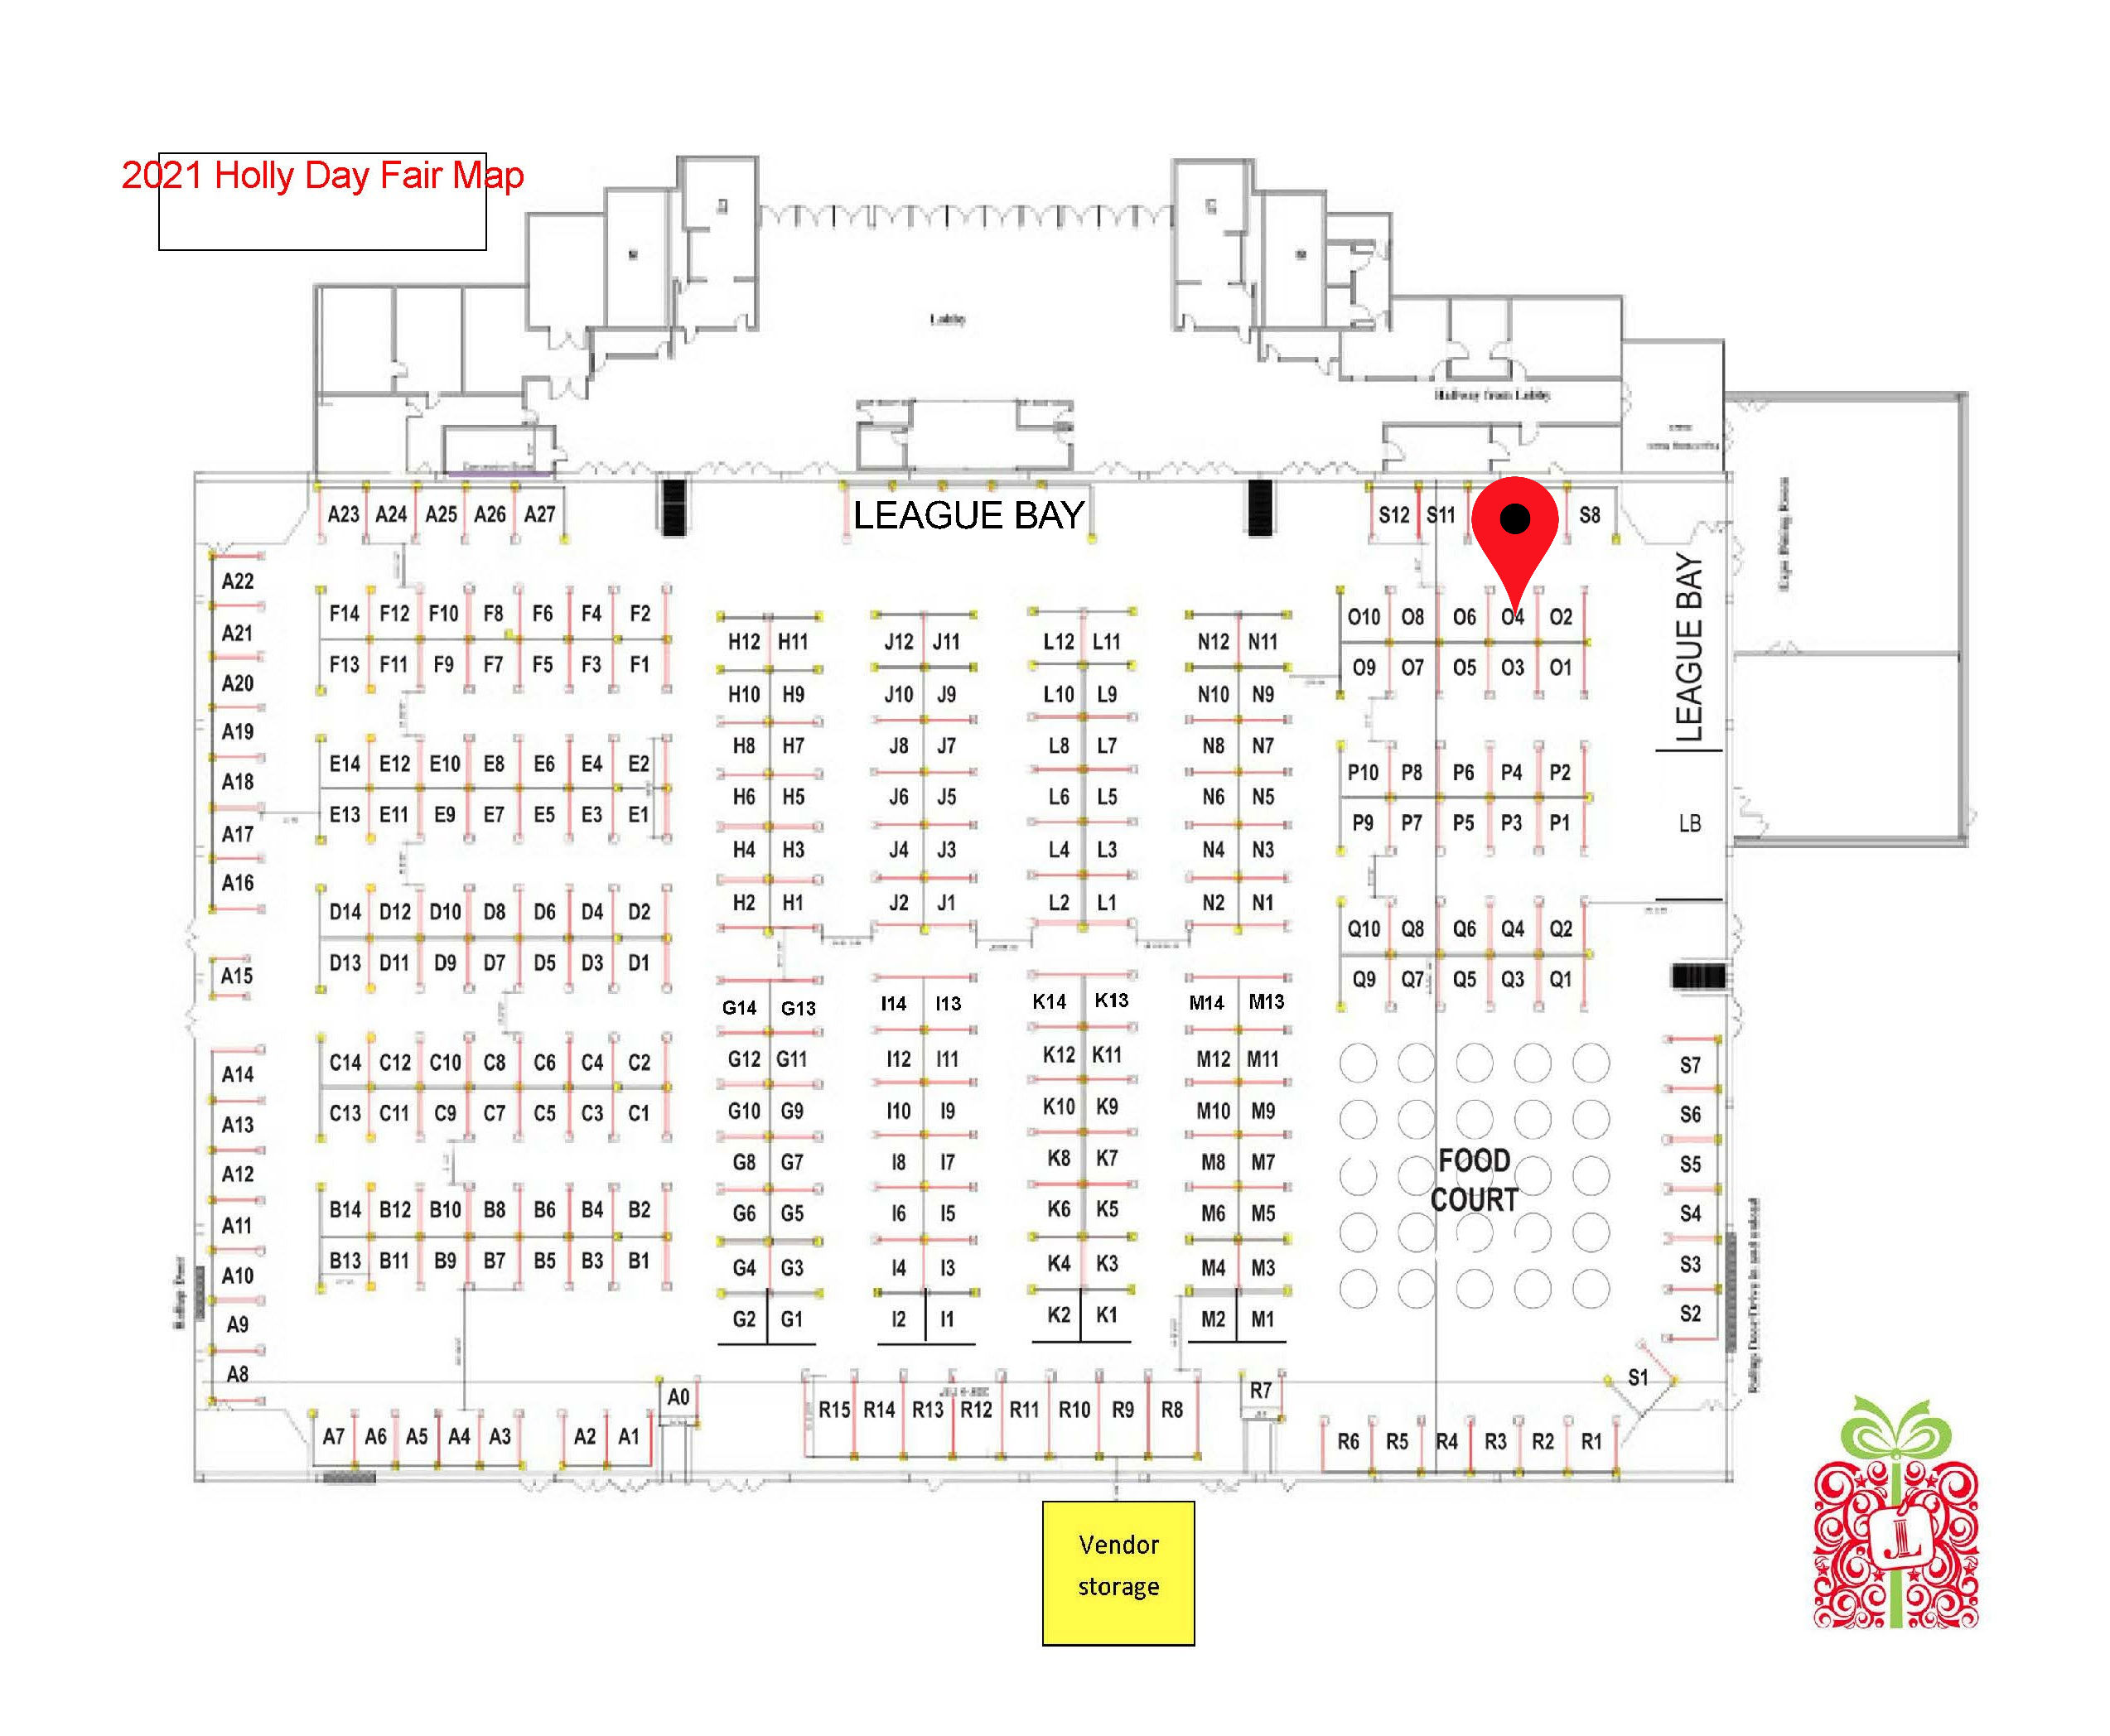 2021 Holly Day Fair Map
Lobby
Hallway from Lobby
LEAGUE BAY
A23 A24 A25 A26 A27
S12 S11 S8
A22
A21
A20
A19
A18
A17
A16
A15
A14
A13
A12
A11
A10
A9
A8
F14 F12 F10 F8 F6 F4 F2
F13 F11 F9 F7 F5 F3 F1
E14 E12 E10 E8 E6 E4 E2
E13 E11 E9 E7 E5 E3 E1
D14 D12 D10 D8 D6 D4 D2
D13 D11 D9 D7 D5 D3 D1
C14 C12 C10 C8 C6 C4 C2
C13 C11 C9 C7 C5 C3 C1
B14 B12 B10 B8 B6 B4 B2
B13 B11 B9 B7 B5 B3 B1
H12 H11 J12 J11 L12 L11 N12 N11
H10 H9 J10 J9 L10 L9 N10 N9
H8 H7 J8 J7 L8 L7 N8 N7
H6 H5 J6 J5 L6 L5 N6 N5
H4 H3 J4 J3 L4 L3 N4 N3
H2 H1 J2 J1 L2 L1 N2 N1
G14 G13 I14 I13 K14 K13 M14 M13
G12 G11 I12 I11 K12 K11 M12 M11
G10 G9 I10 I9 K10 K9 M10 M9
G8 G7 I8 I7 K8 K7 M8 M7
G6 G5 I6 I5 K6 K5 M6 M5
G4 G3 I4 I3 K4 K3 M4 M3
G2 G1 I2 I1 K2 K1 M2 M1
O10 O8 O6 O4 O2
O9 O7 O5 O3 O1
P10 P8 P6 P4 P2
P9 P7 P5 P3 P1
Q10 Q8 Q6 Q4 Q2
Q9 Q7 Q5 Q3 Q1
LEAGUE BAY
LB
FOOD
COURT
S7
S6
S5
S4
S3
S2
S1
A7 A6 A5 A4 A3 A2 A1
A0
R15 R14 R13 R12 R11 R10 R9 R8
R7
R6 R5 R4 R3 R2 R1
Vendor
storage
JL